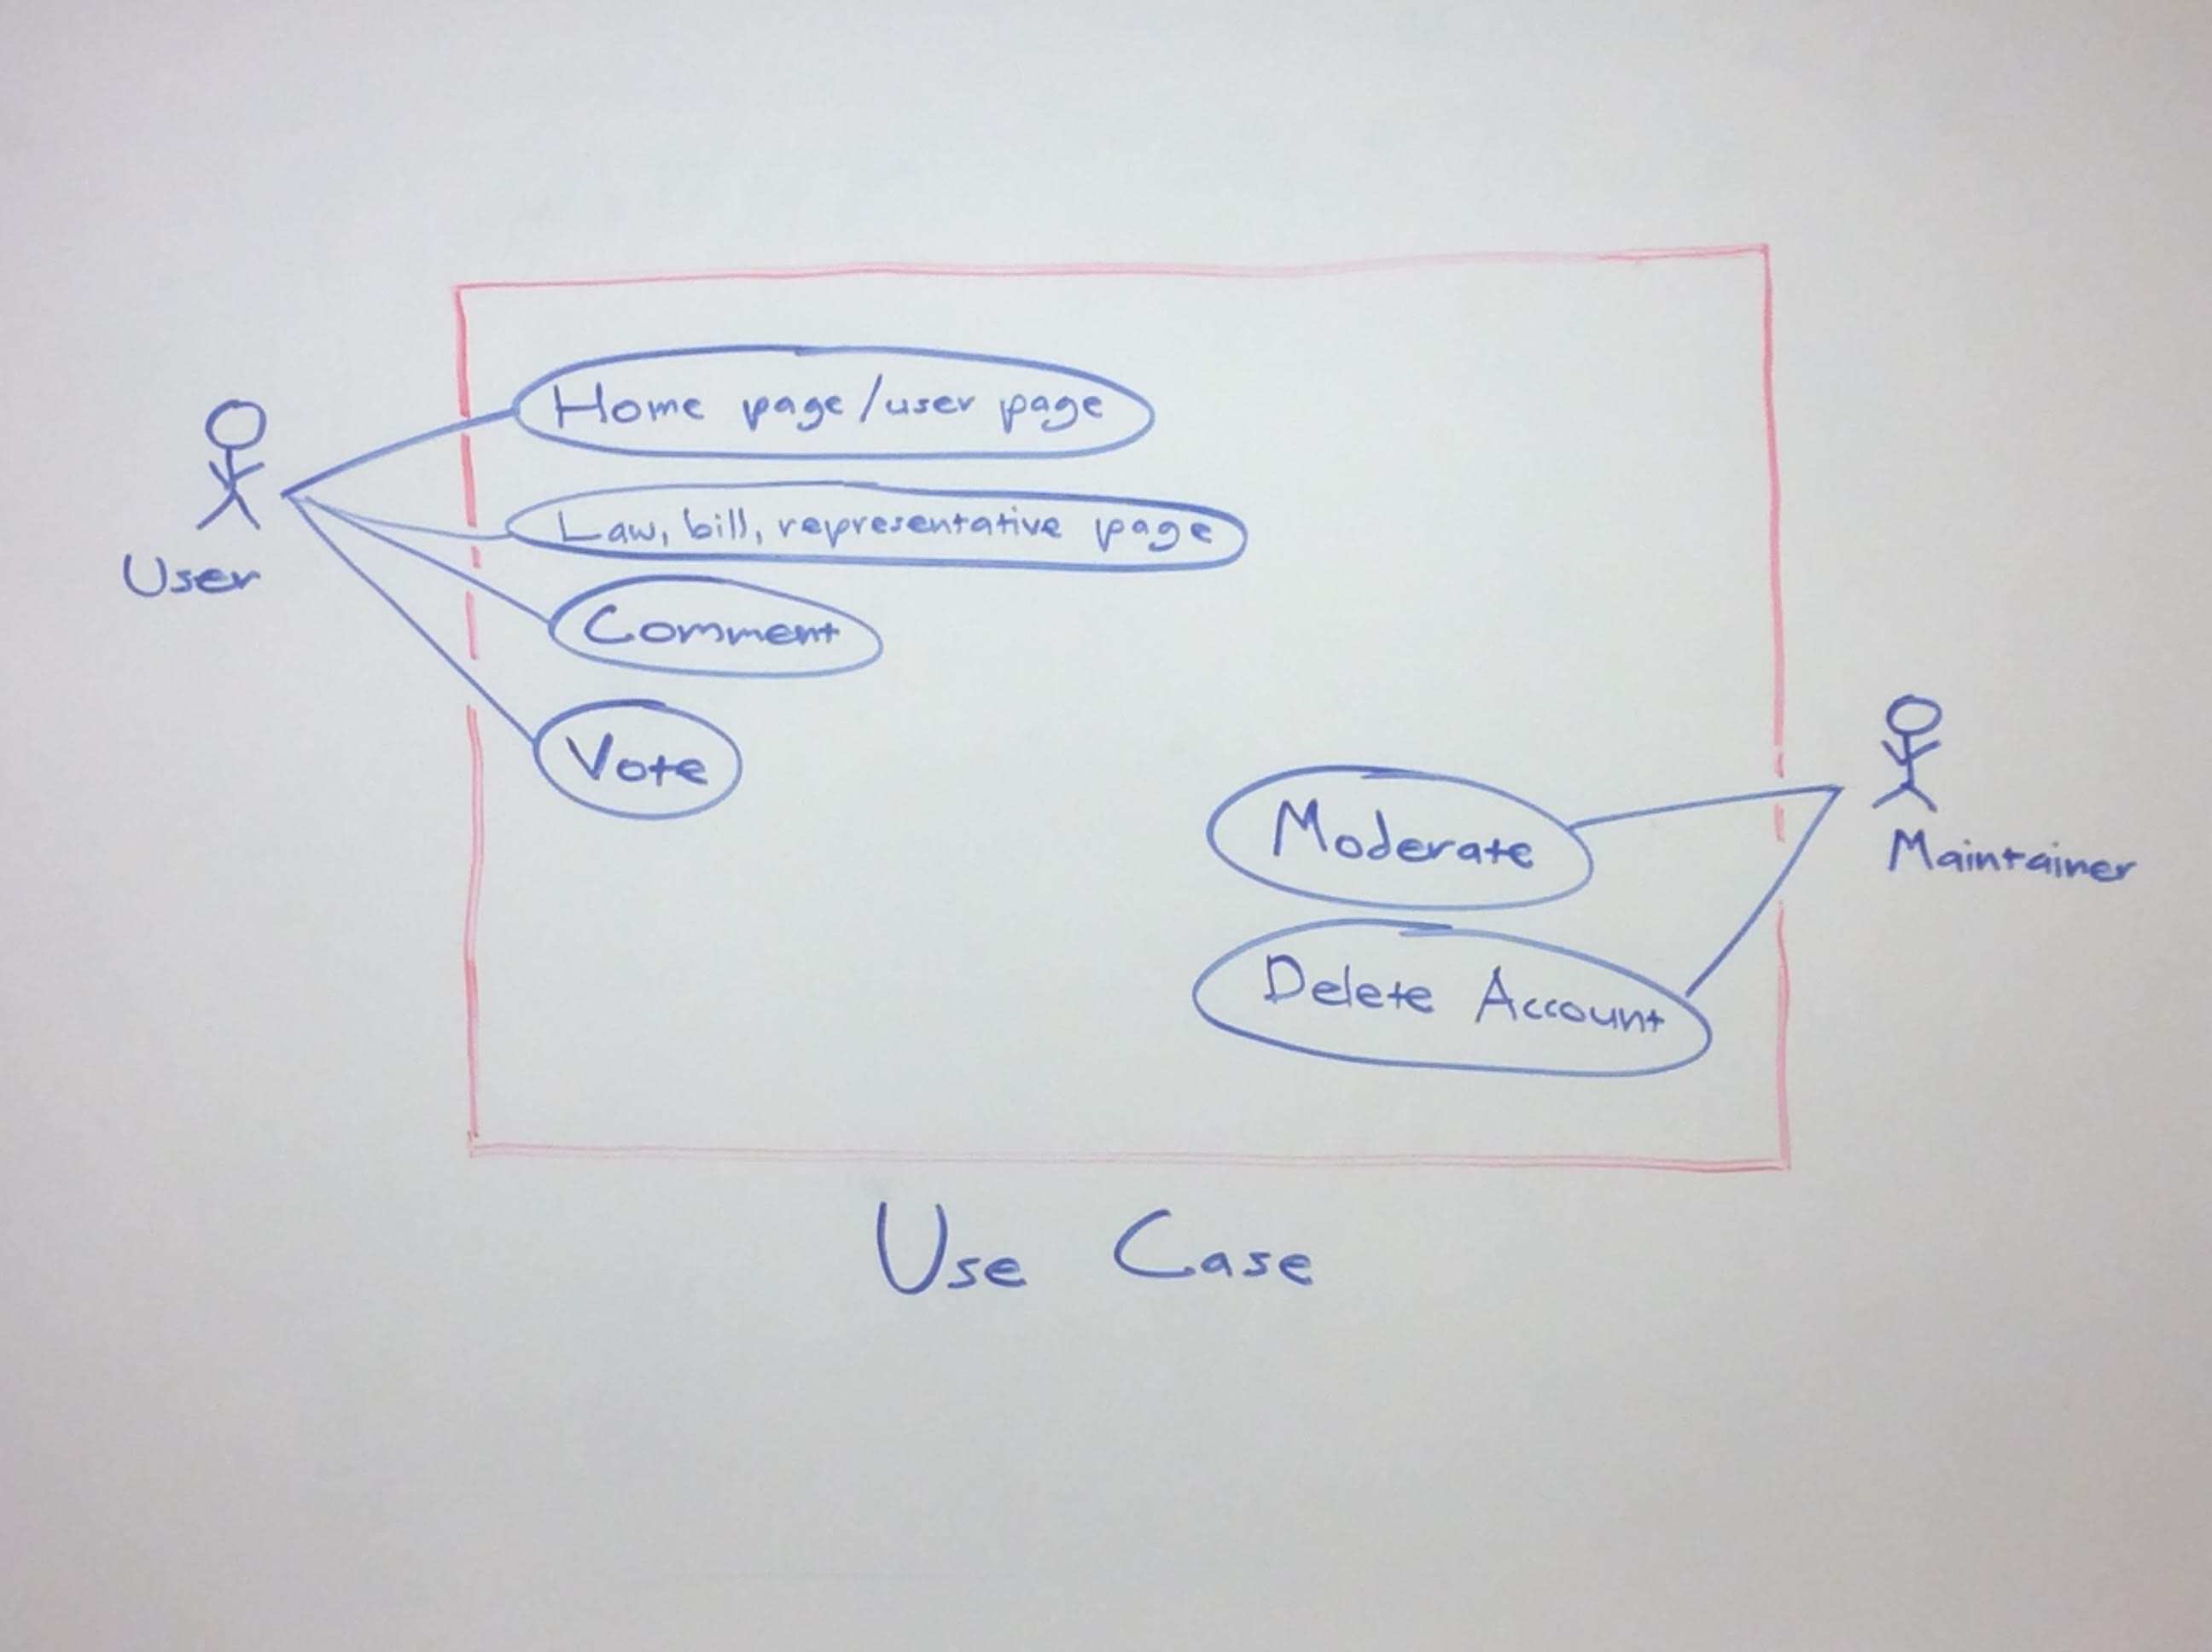 Home page/user page
Law, bill, representative page
User
Comment
Vote
Moderate
Maintainer
Delete Account
Use Case